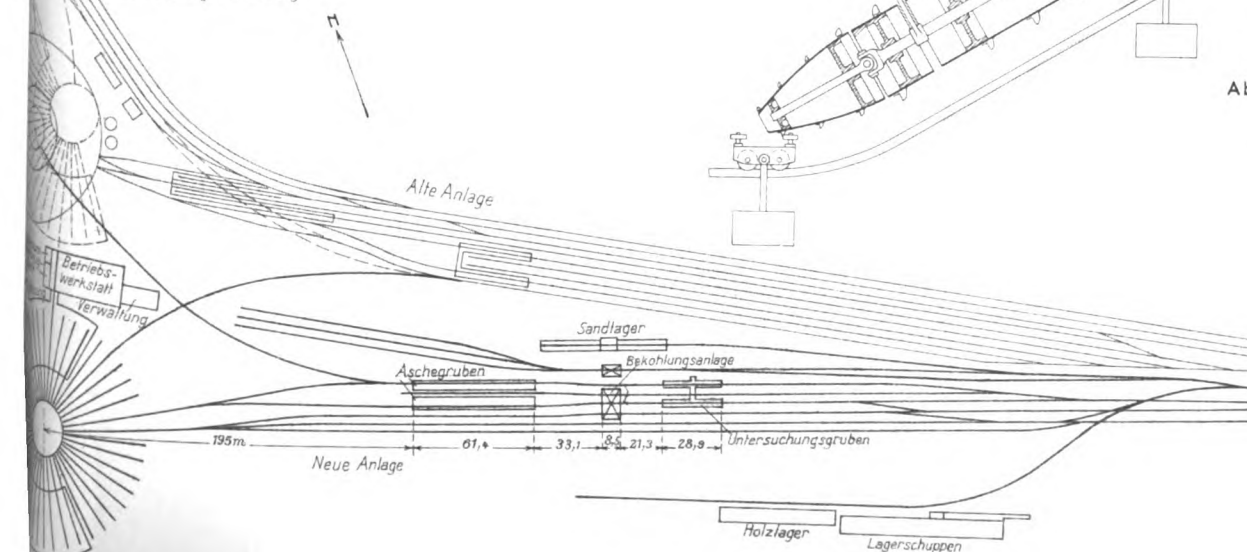 Ab
Alte Anlage
Betriebs-
werkstatt
Verwaltung
Sandlager
Bekohlungsanlage
Aschegruben
195m
61,4
33,1
8,5
21,3
28,9
Untersuchungsgruben
Neue Anlage
Holzlager
Lagerschuppen